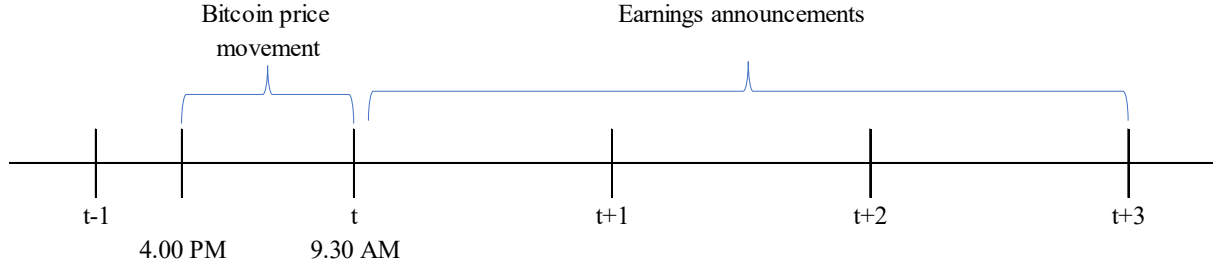 Bitcoin price
movement
Earnings announcements
t-1
t
t+1
t+2
t+3
4.00 PM
9.30 AM